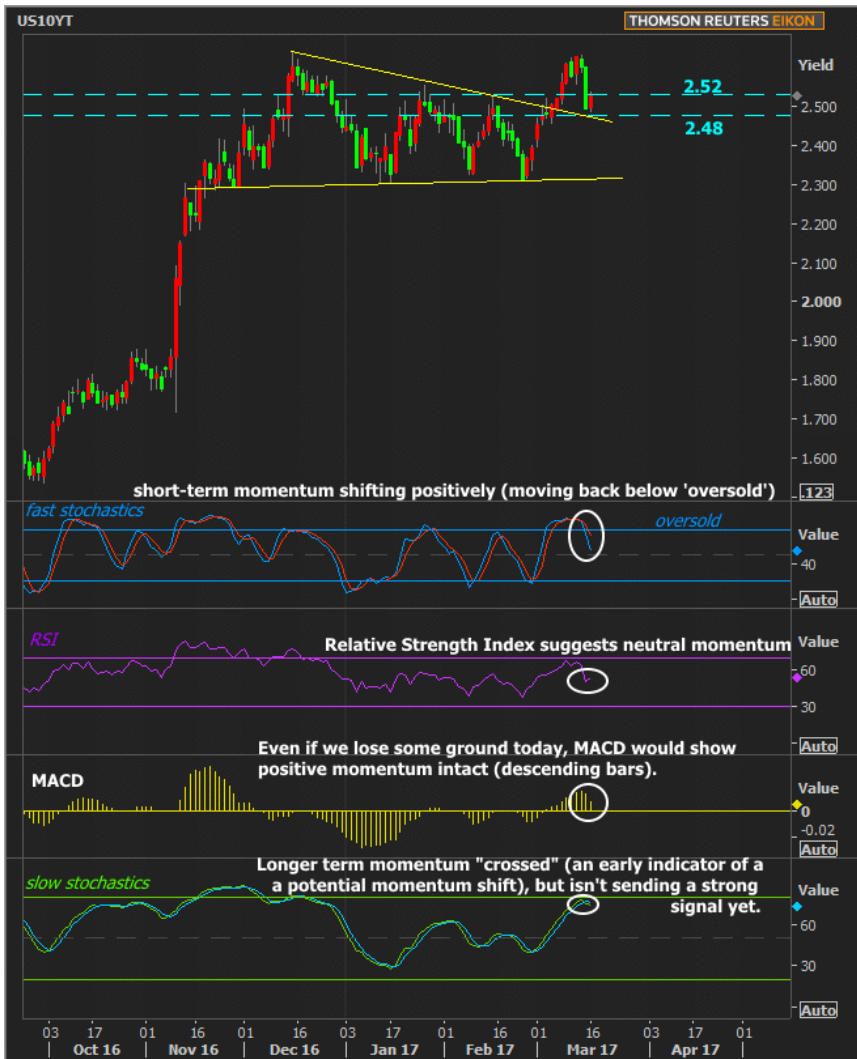 US10YT
THOMSON REUTERS EIKON
Yield
2.52
2.500
2.48
2.400
2.300
2.200
2.100
2.000
1.900
1.800
1.700
1.600
short-term momentum shifting positively (moving back below 'oversold')
.123
fast stochastics
oversold
Value
40
Auto
RSI
Relative Strength Index suggests neutral momentum
Value
60
30
Auto
Even if we lose some ground today, MACD would show
positive momentum intact (descending bars).
MACD
Value
0
-0.02
Auto
Longer term momentum "crossed" (an early indicator of a
a potential momentum shift), but isn't sending a strong
signal yet.
slow stochastics
Value
60
30
Auto
03 17 01 16 01 16 03 17 01 16 01 16 03 17 01
Oct 16 Nov 16 Dec 16 Jan 17 Feb 17 Mar 17 Apr 17